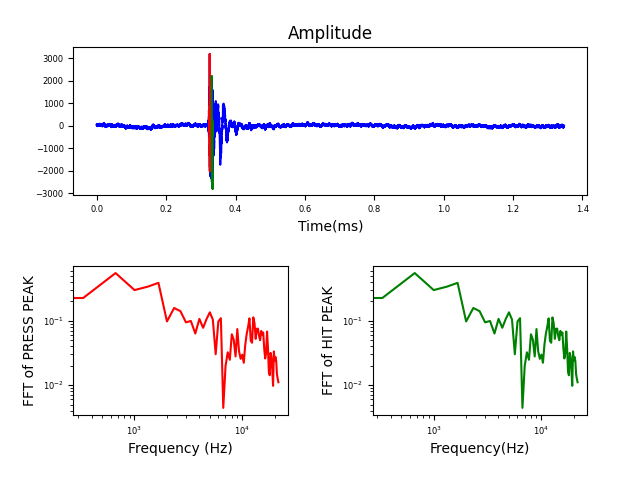 Amplitude
3000
2000
1000
0
−1000
−2000
−3000
0.0 0.2 0.4 0.6 0.8 1.0 1.2 1.4
Time(ms)
FFT of PRESS PEAK
10⁻¹
10⁻²
10³ 10⁴
Frequency (Hz)
FFT of HIT PEAK
10⁻¹
10⁻²
10³ 10⁴
Frequency(Hz)